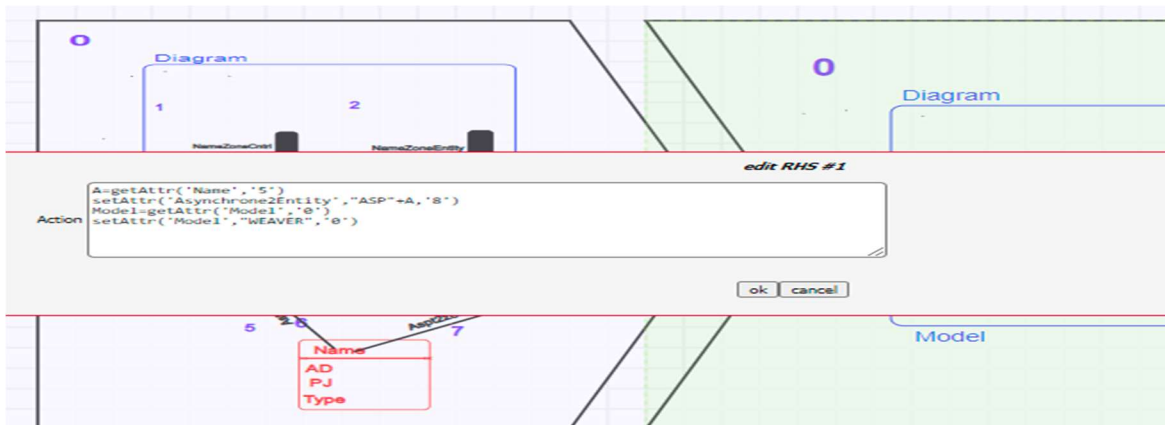 0
Diagram
1
2
NameZoneCntrl
NameZoneEntity
0
Diagram
edit RHS #1
Action
A=getAttr('Name','5')
setAttr('Asynchrone2Entity',"ASP"+A,'8')
Model=getAttr('Model','0')
setAttr('Model',"WEAVER",'0')
ok
cancel
5
6
7
Name
AD
PJ
Type
Model